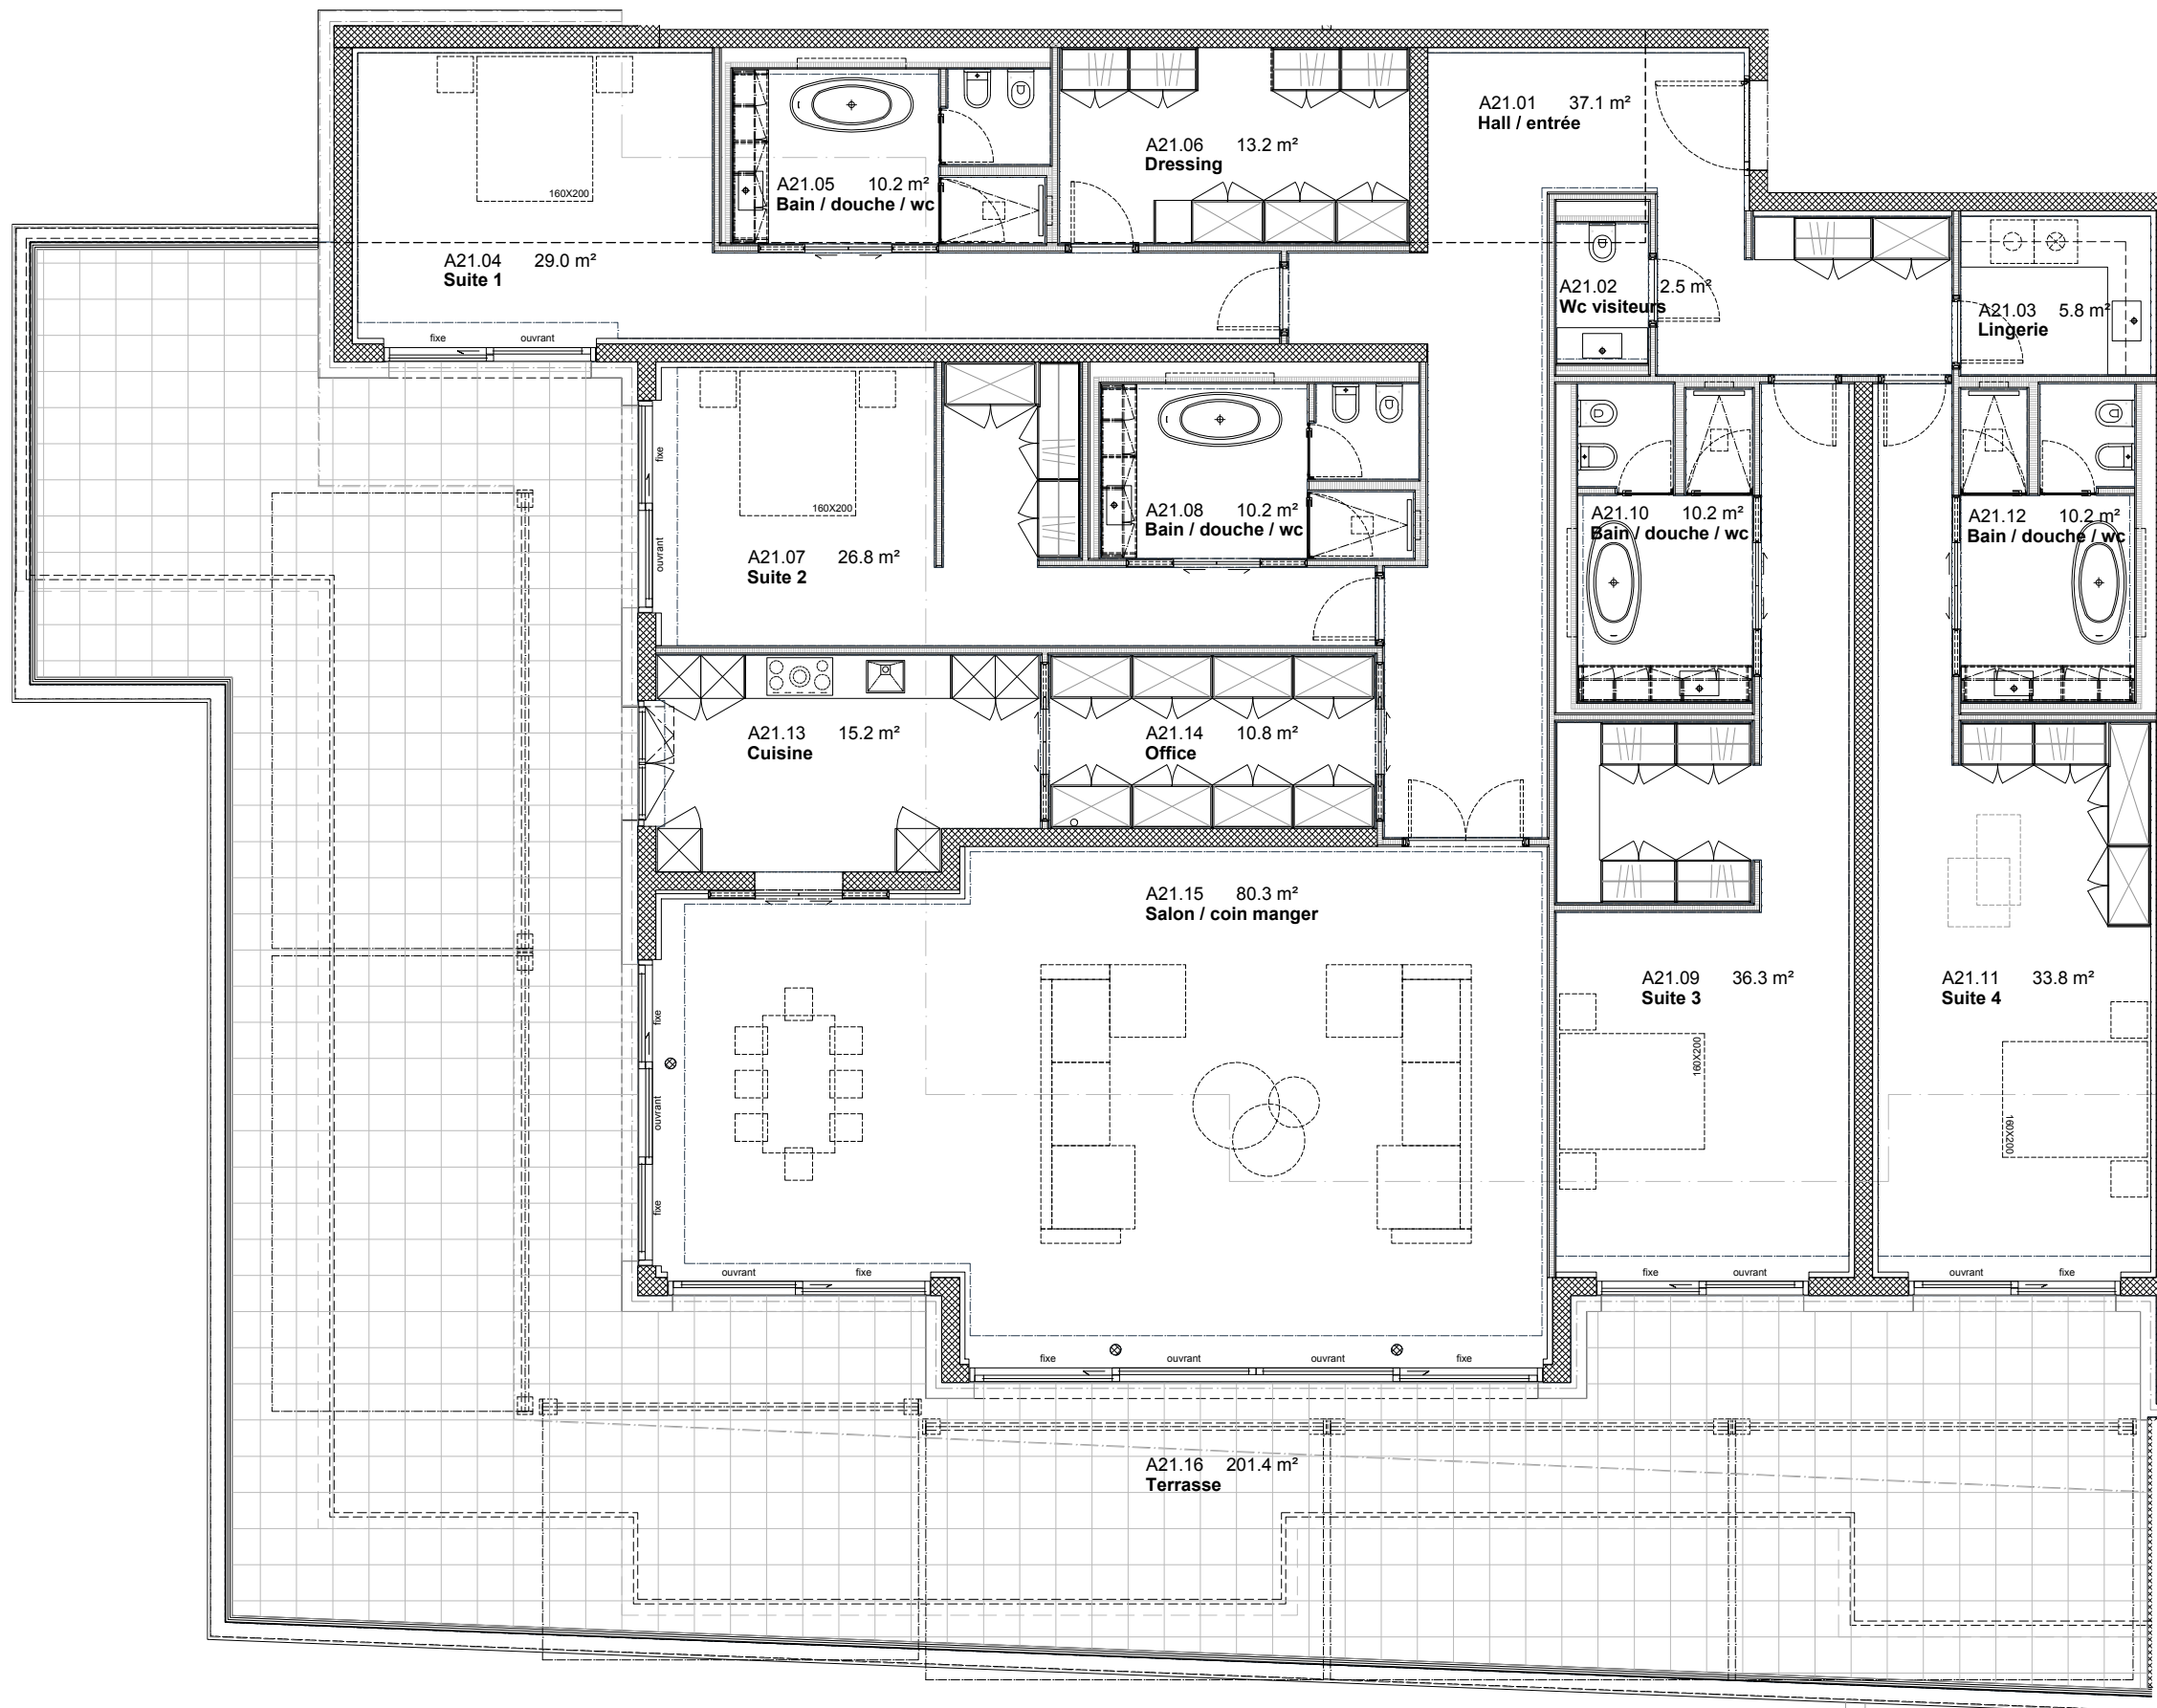 A21.01 37.1 m²
Hall / entrée
A21.06 13.2 m²
Dressing
A21.05 10.2 m²
Bain / douche / wc
160X200
A21.04 29.0 m²
Suite 1
A21.02 2.5 m²
Wc visiteurs
A21.03 5.8 m²
Lingerie
fixe ouvrant
fixe
ouvrant
160X200
A21.07 26.8 m²
Suite 2
A21.08 10.2 m²
Bain / douche / wc
A21.10 10.2 m²
Bain / douche / wc
A21.12 10.2 m²
Bain / douche / wc
A21.13 15.2 m²
Cuisine
A21.14 10.8 m²
Office
A21.15 80.3 m²
Salon / coin manger
A21.09 36.3 m²
Suite 3
A21.11 33.8 m²
Suite 4
fixe
ouvrant
fixe
160X200
160X200
ouvrant fixe
fixe ouvrant
ouvrant fixe
fixe ouvrant ouvrant fixe
A21.16 201.4 m²
Terrasse